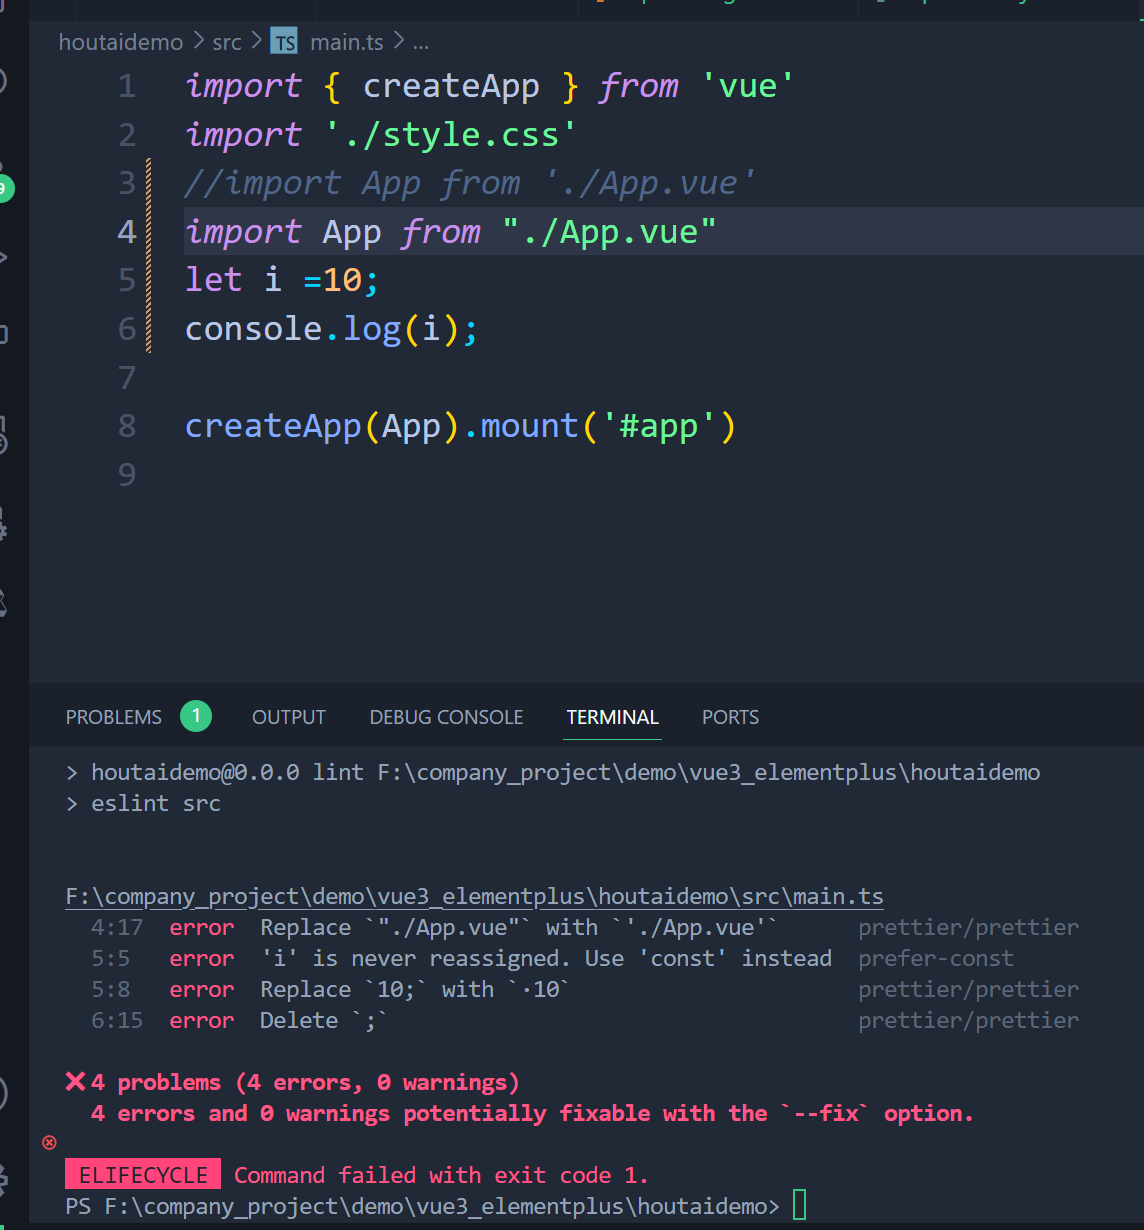 houtaidemo > src > TS main.ts > ...
1 import { createApp } from 'vue'
2 import './style.css'
3 //import App from './App.vue'
4 import App from "./App.vue"
5 let i =10;
6 console.log(i);
7
8 createApp(App).mount('#app')
9
PROBLEMS 1 OUTPUT DEBUG CONSOLE TERMINAL PORTS
> houtaidemo@0.0.0 lint F:\company_project\demo\vue3_elementplus\houtaidemo
> eslint src
F:\company_project\demo\vue3_elementplus\houtaidemo\src\main.ts
4:17 error Replace `"./App.vue"` with `'./App.vue'` prettier/prettier
5:5 error 'i' is never reassigned. Use 'const' instead prefer-const
5:8 error Replace `10;` with `·10` prettier/prettier
6:15 error Delete `;` prettier/prettier
❌4 problems (4 errors, 0 warnings)
4 errors and 0 warnings potentially fixable with the `--fix` option.
ELIFECYCLE Command failed with exit code 1.
PS F:\company_project\demo\vue3_elementplus\houtaidemo>